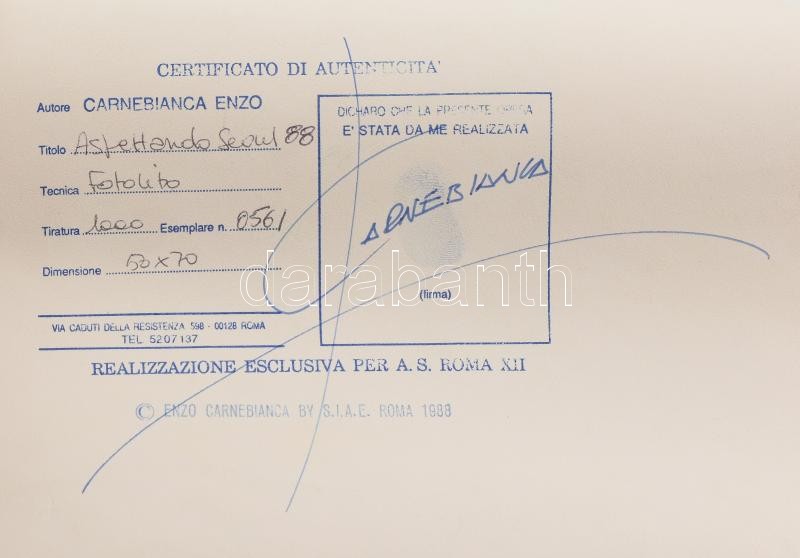 CERTIFICATO DI AUTENTICITA'
Autore CARNEBIANCA ENZO
Titolo Aspettando Seoul 88
Tecnica Fotolito
Tiratura 1000 Esemplare n. 0561
Dimensione 50x70
VIA CADUTI DELLA RESISTENZA 598 - 00128 ROMA
TEL 5207137
DICHARO CHE LA PRESENTE OPERA
E' STATA DA ME REALIZZATA
CARNEBIANCA
(firma)
REALIZZAZIONE ESCLUSIVA PER A.S. ROMA XII
© ENZO CARNEBIANCA BY S.I.A.E. ROMA 1988
darabanth